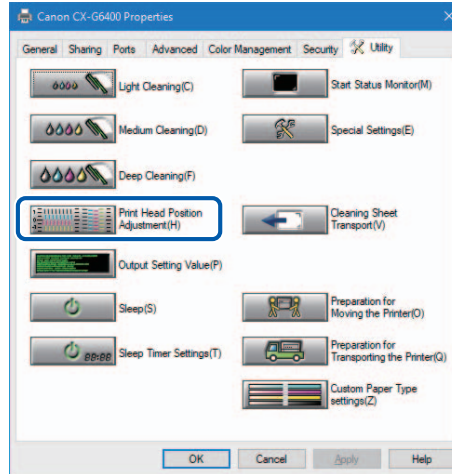 Canon CX-G6400 Properties
General Sharing Ports Advanced Color Management Security Utility
Light Cleaning(C)
Start Status Monitor(M)
Medium Cleaning(D)
Special Settings(E)
Deep Cleaning(F)
Print Head Position
Adjustment(H)
Cleaning Sheet
Transport(V)
Output Setting Value(P)
Sleep(S)
Preparation for
Moving the Printer(O)
88:88
Sleep Timer Settings(T)
Preparation for
Transporting the Printer(Q)
Custom Paper Type
settings(Z)
OK Cancel Apply Help